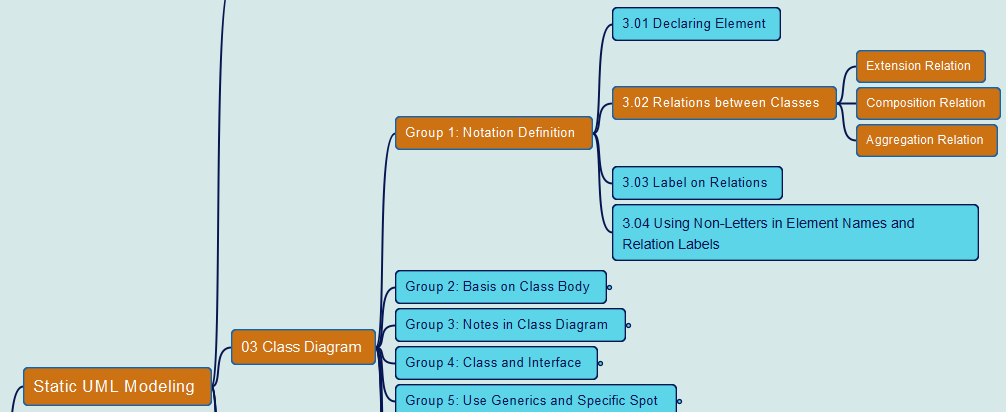 Static UML Modeling
03 Class Diagram
Group 1: Notation Definition
3.01 Declaring Element
3.02 Relations between Classes
Extension Relation
Composition Relation
Aggregation Relation
3.03 Label on Relations
3.04 Using Non-Letters in Element Names and
Relation Labels
Group 2: Basis on Class Body
Group 3: Notes in Class Diagram
Group 4: Class and Interface
Group 5: Use Generics and Specific Spot